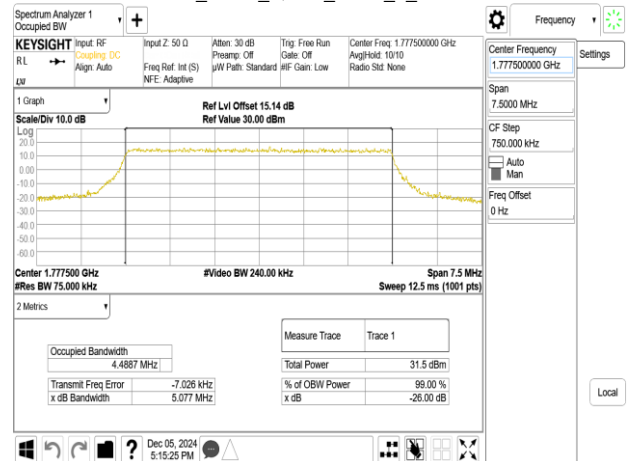 Spectrum Analyzer 1
Occupied BW
Frequency
KEYSIGHT
RL
Input: RF
Coupling: DC
Align: Auto
Input Z: 50 Ω
Freq Ref: Int (S)
NFE: Adaptive
Atten: 30 dB
Preamp: Off
µW Path: Standard
Trig: Free Run
Gate: Off
#IF Gain: Low
Center Freq: 1.777500000 GHz
Avg|Hold: 10/10
Radio Std: None
Center Frequency
1.777500000 GHz
Settings
Span
7.5000 MHz
CF Step
750.000 kHz
Auto
Man
Freq Offset
0 Hz
1 Graph
Scale/Div 10.0 dB
Ref Lvl Offset 15.14 dB
Ref Value 30.00 dBm
Log
20.0
10.0
0.00
-10.0
-20.0
-30.0
-40.0
-50.0
-60.0
Center 1.777500 GHz
#Video BW 240.00 kHz
Span 7.5 MHz
#Res BW 75.000 kHz
Sweep 12.5 ms (1001 pts)
2 Metrics
Measure Trace
Trace 1
Occupied Bandwidth
4.4887 MHz
Total Power
31.5 dBm
Transmit Freq Error
-7.026 kHz
% of OBW Power
99.00 %
x dB Bandwidth
5.077 MHz
x dB
-26.00 dB
Local
?
Dec 05, 2024
5:15:25 PM